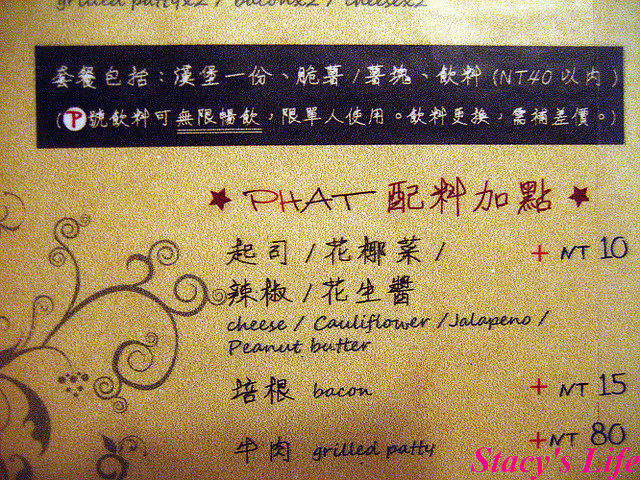 grilled pattyx2 / baconx2 / cheesex2
套餐包括：漢堡一份、脆薯/薯塊、飲料(NT40以內)
(P號飲料可無限暢飲，限單人使用。飲料更換，需補差價。)
★ PHAT 配料加點 ★
起司/花椰菜/ + NT 10
辣椒/花生醬
cheese / Cauliflower / Jalapeno /
Peanut butter
培根 bacon + NT 15
牛肉 grilled patty + NT 80
Stacy's Life